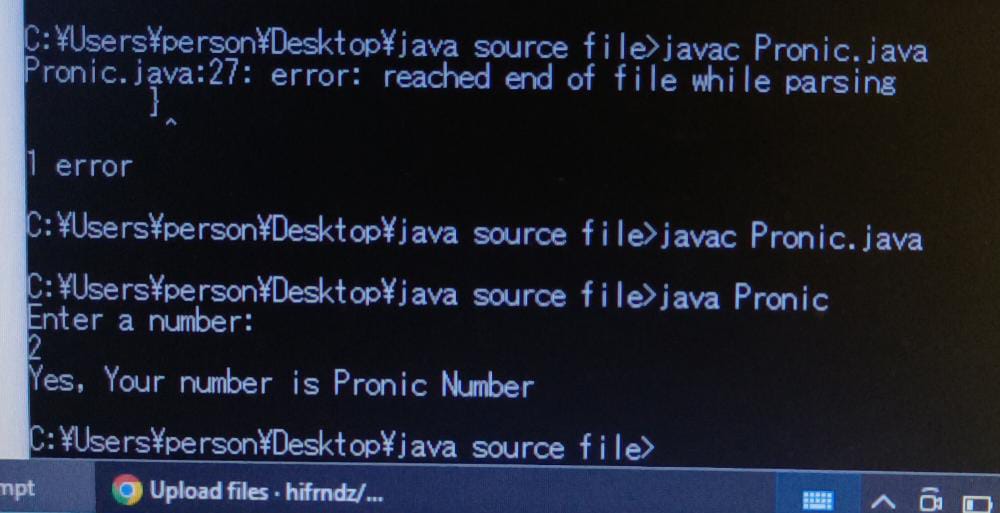 C:¥Users¥person¥Desktop¥java source file>javac Pronic.java
Pronic.java:27: error: reached end of file while parsing
}
^
1 error
C:¥Users¥person¥Desktop¥java source file>javac Pronic.java
C:¥Users¥person¥Desktop¥java source file>java Pronic
Enter a number:
2
Yes, Your number is Pronic Number
C:¥Users¥person¥Desktop¥java source file>
mpt
Upload files · hifrndz/...